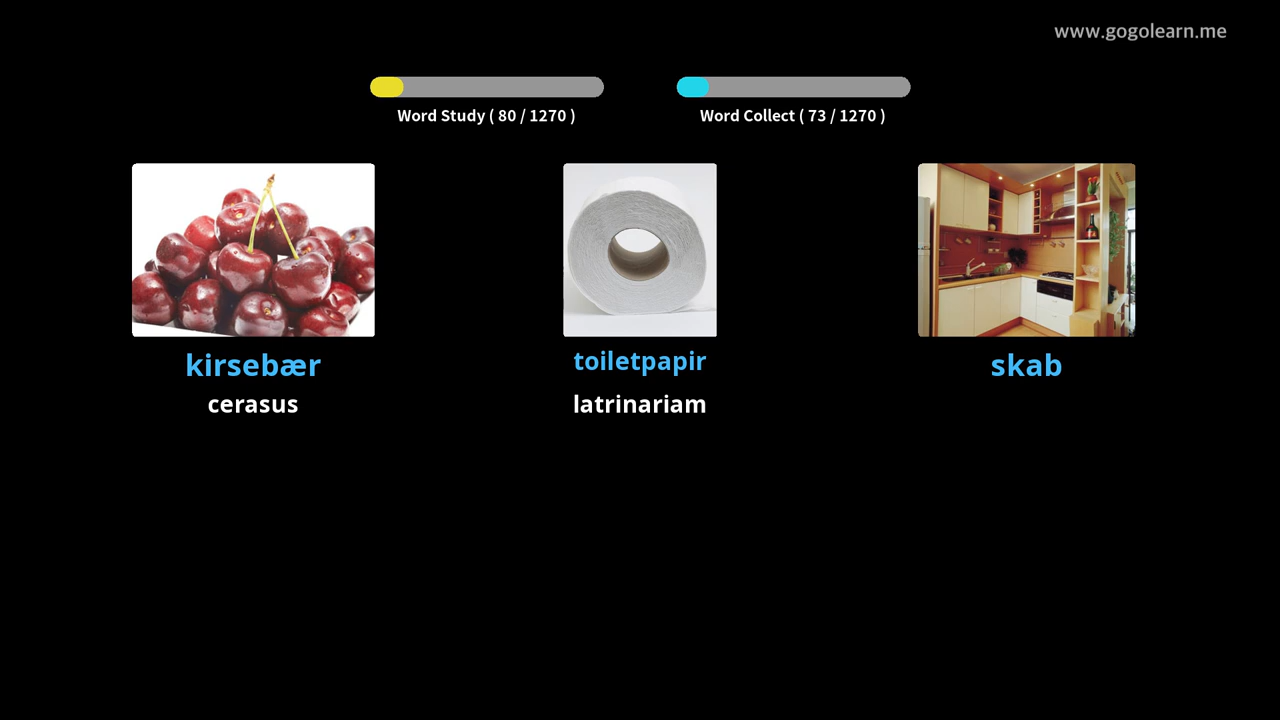 www.gogolearn.me
Word Study ( 80 / 1270 )
Word Collect ( 73 / 1270 )
kirsebær
toiletpapir
skab
cerasus
latrinariam